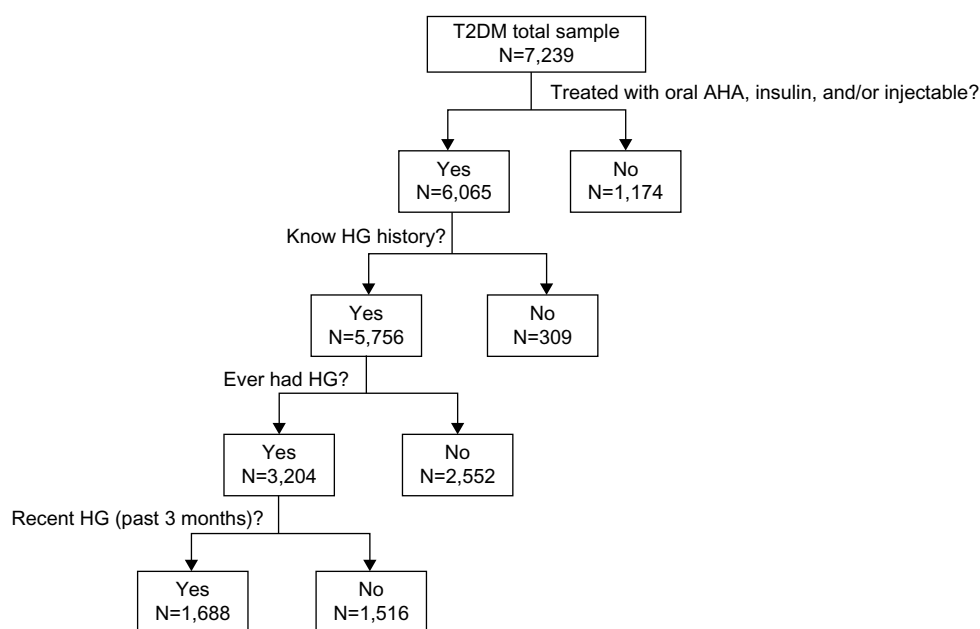 T2DM total sample
N=7,239
Treated with oral AHA, insulin, and/or injectable?
Yes
N=6,065
No
N=1,174
Know HG history?
Yes
N=5,756
No
N=309
Ever had HG?
Yes
N=3,204
No
N=2,552
Recent HG (past 3 months)?
Yes
N=1,688
No
N=1,516